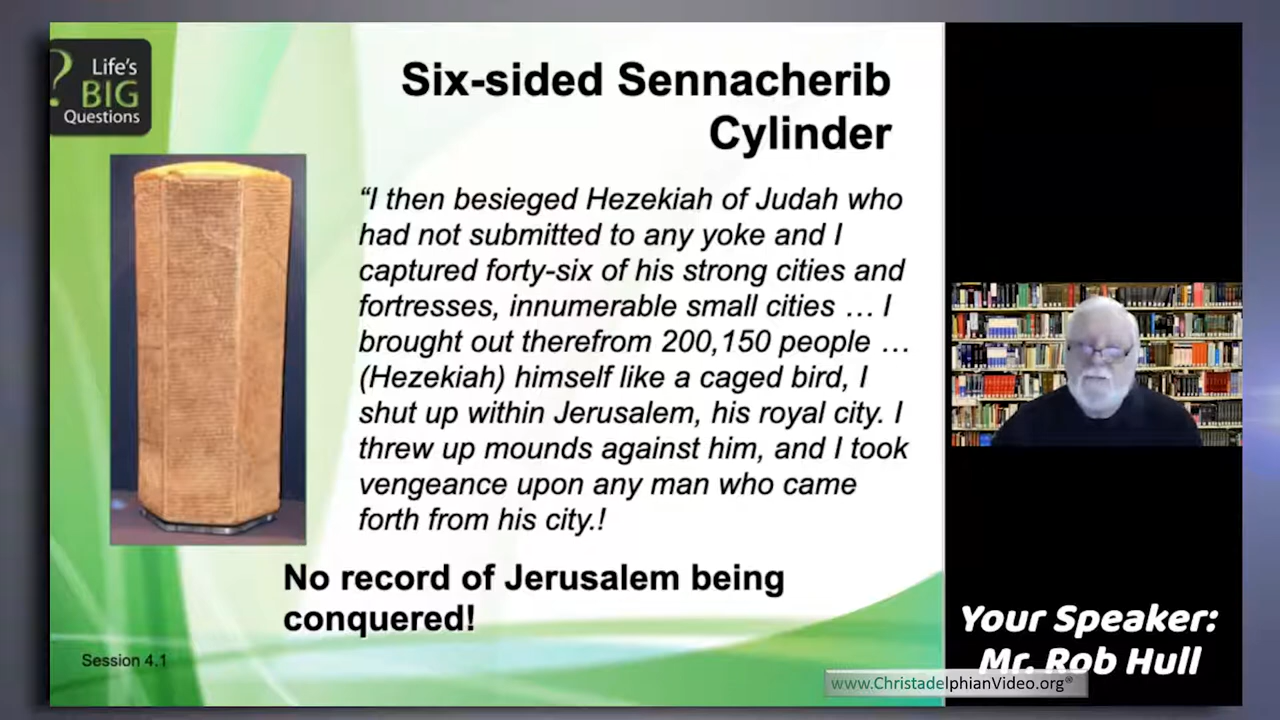 ?
Life's
BIG
Questions
Six-sided Sennacherib
Cylinder
“I then besieged Hezekiah of Judah who
had not submitted to any yoke and I
captured forty-six of his strong cities and
fortresses, innumerable small cities … I
brought out therefrom 200,150 people …
(Hezekiah) himself like a caged bird, I
shut up within Jerusalem, his royal city. I
threw up mounds against him, and I took
vengeance upon any man who came
forth from his city.!
No record of Jerusalem being
conquered!
Session 4.1
Your Speaker:
Mr. Rob Hull
www.ChristadelphianVideo.org®